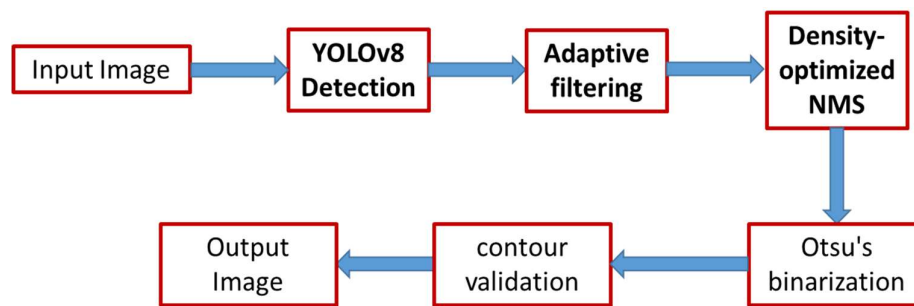 Input Image
YOLOv8
Detection
Adaptive
filtering
Density-
optimized
NMS
Otsu's
binarization
contour
validation
Output
Image